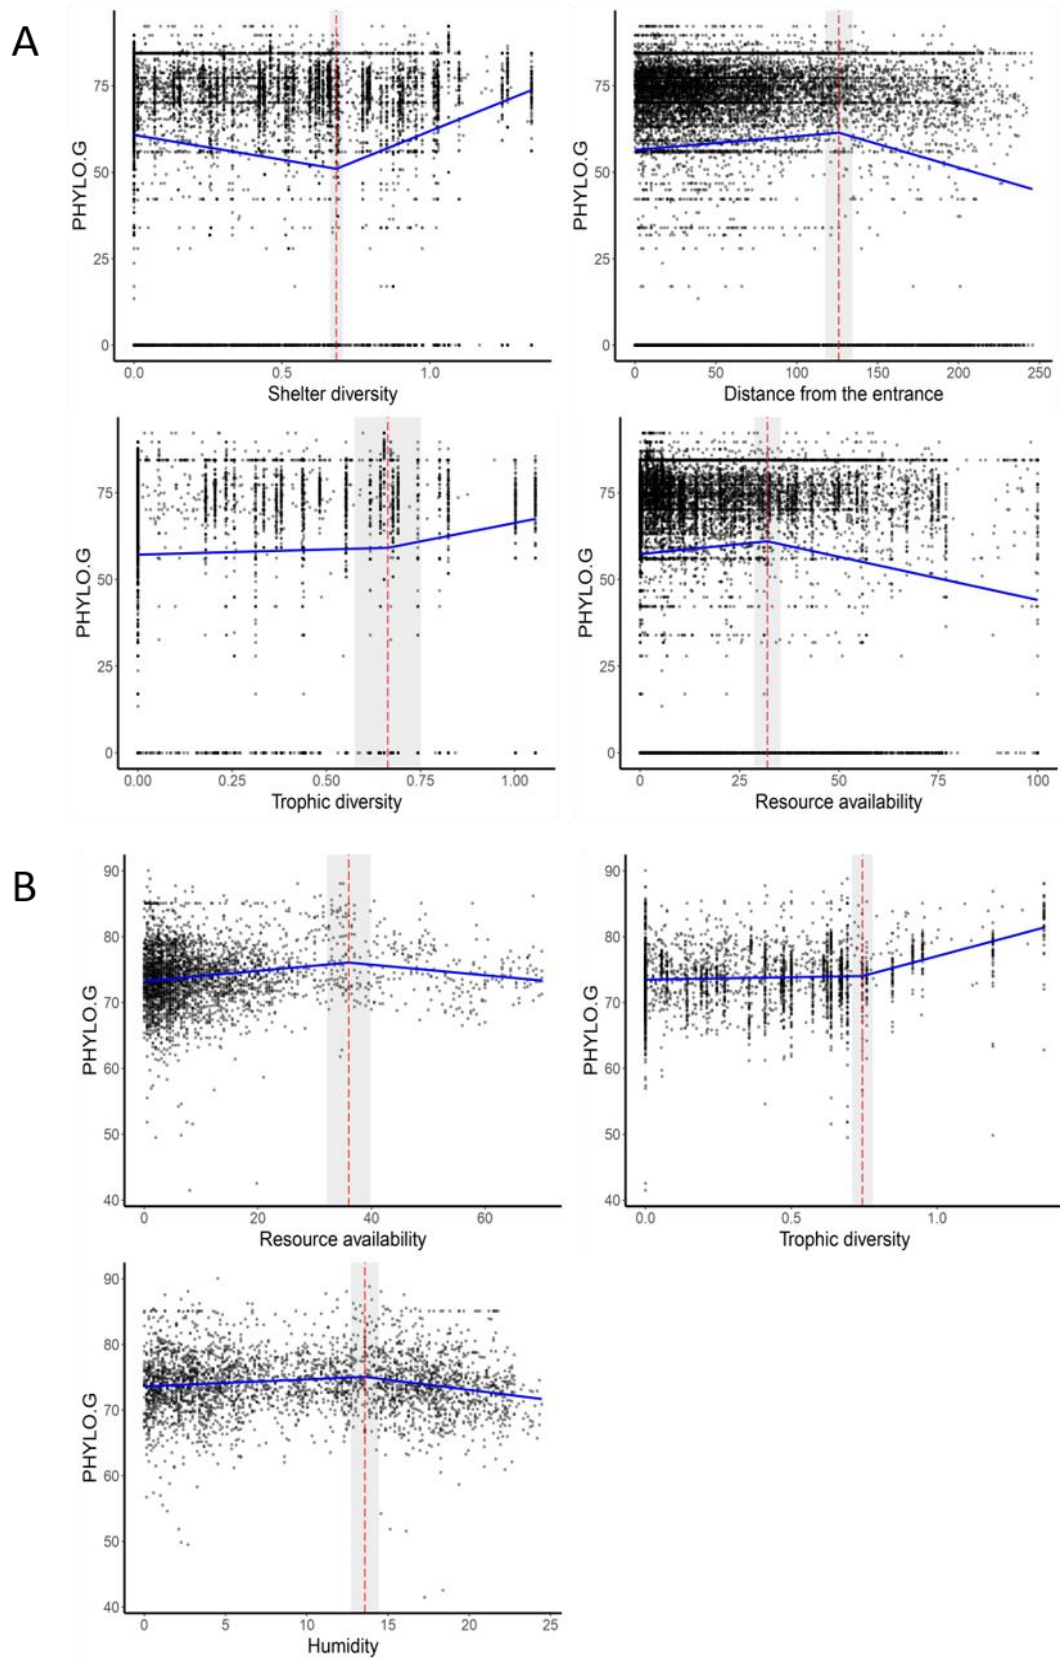 A
PHYLO.G
75
50
25
0
0.0 0.5 1.0
Shelter diversity
PHYLO.G
75
50
25
0
0 50 100 150 200 250
Distance from the entrance
PHYLO.G
75
50
25
0
0.00 0.25 0.50 0.75 1.00
Trophic diversity
PHYLO.G
75
50
25
0
0 25 50 75 100
Resource availability
B
PHYLO.G
90
80
70
60
50
40
0 20 40 60
Resource availability
PHYLO.G
90
80
70
60
50
40
0.0 0.5 1.0
Trophic diversity
PHYLO.G
90
80
70
60
50
40
0 5 10 15 20 25
Humidity